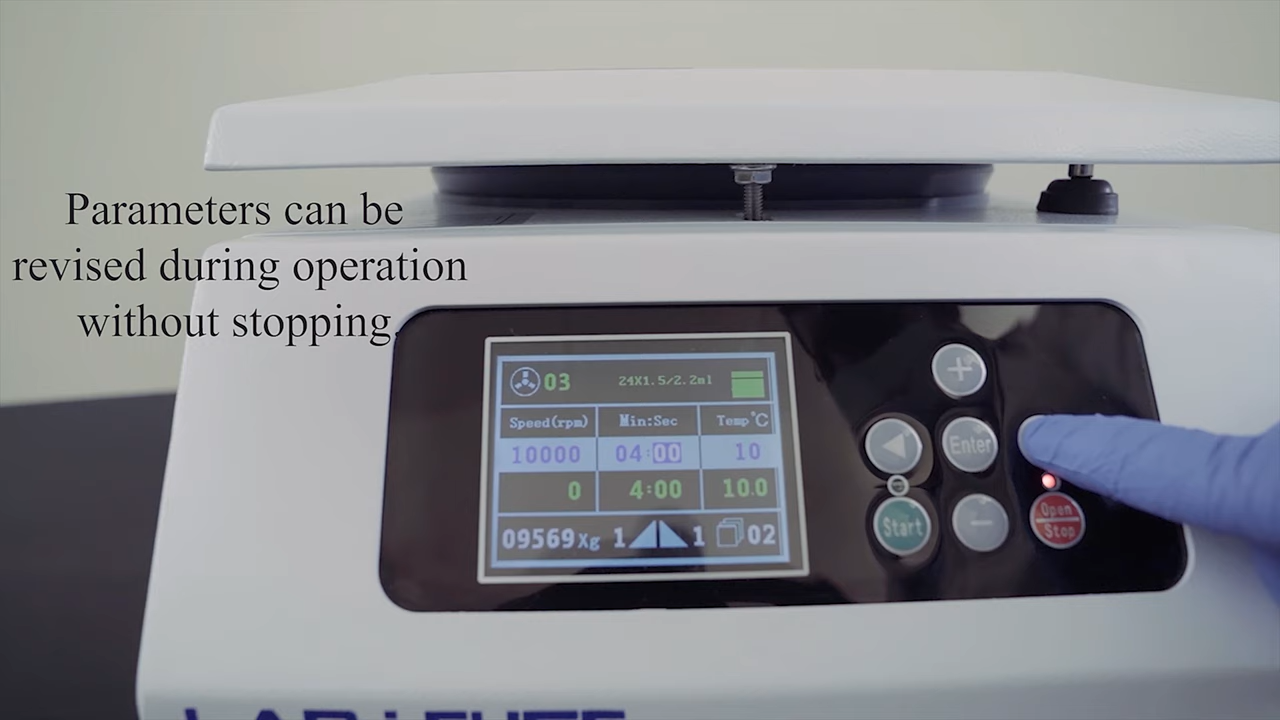 Parameters can be
revised during operation
without stopping.
03 24X1.5/2.2ml
Speed(rpm) Min:Sec Temp℃
10000 04:00 10
0 4:00 10.0
09569Xg 1 1 02
+
Enter
Start
-
Open
Stop